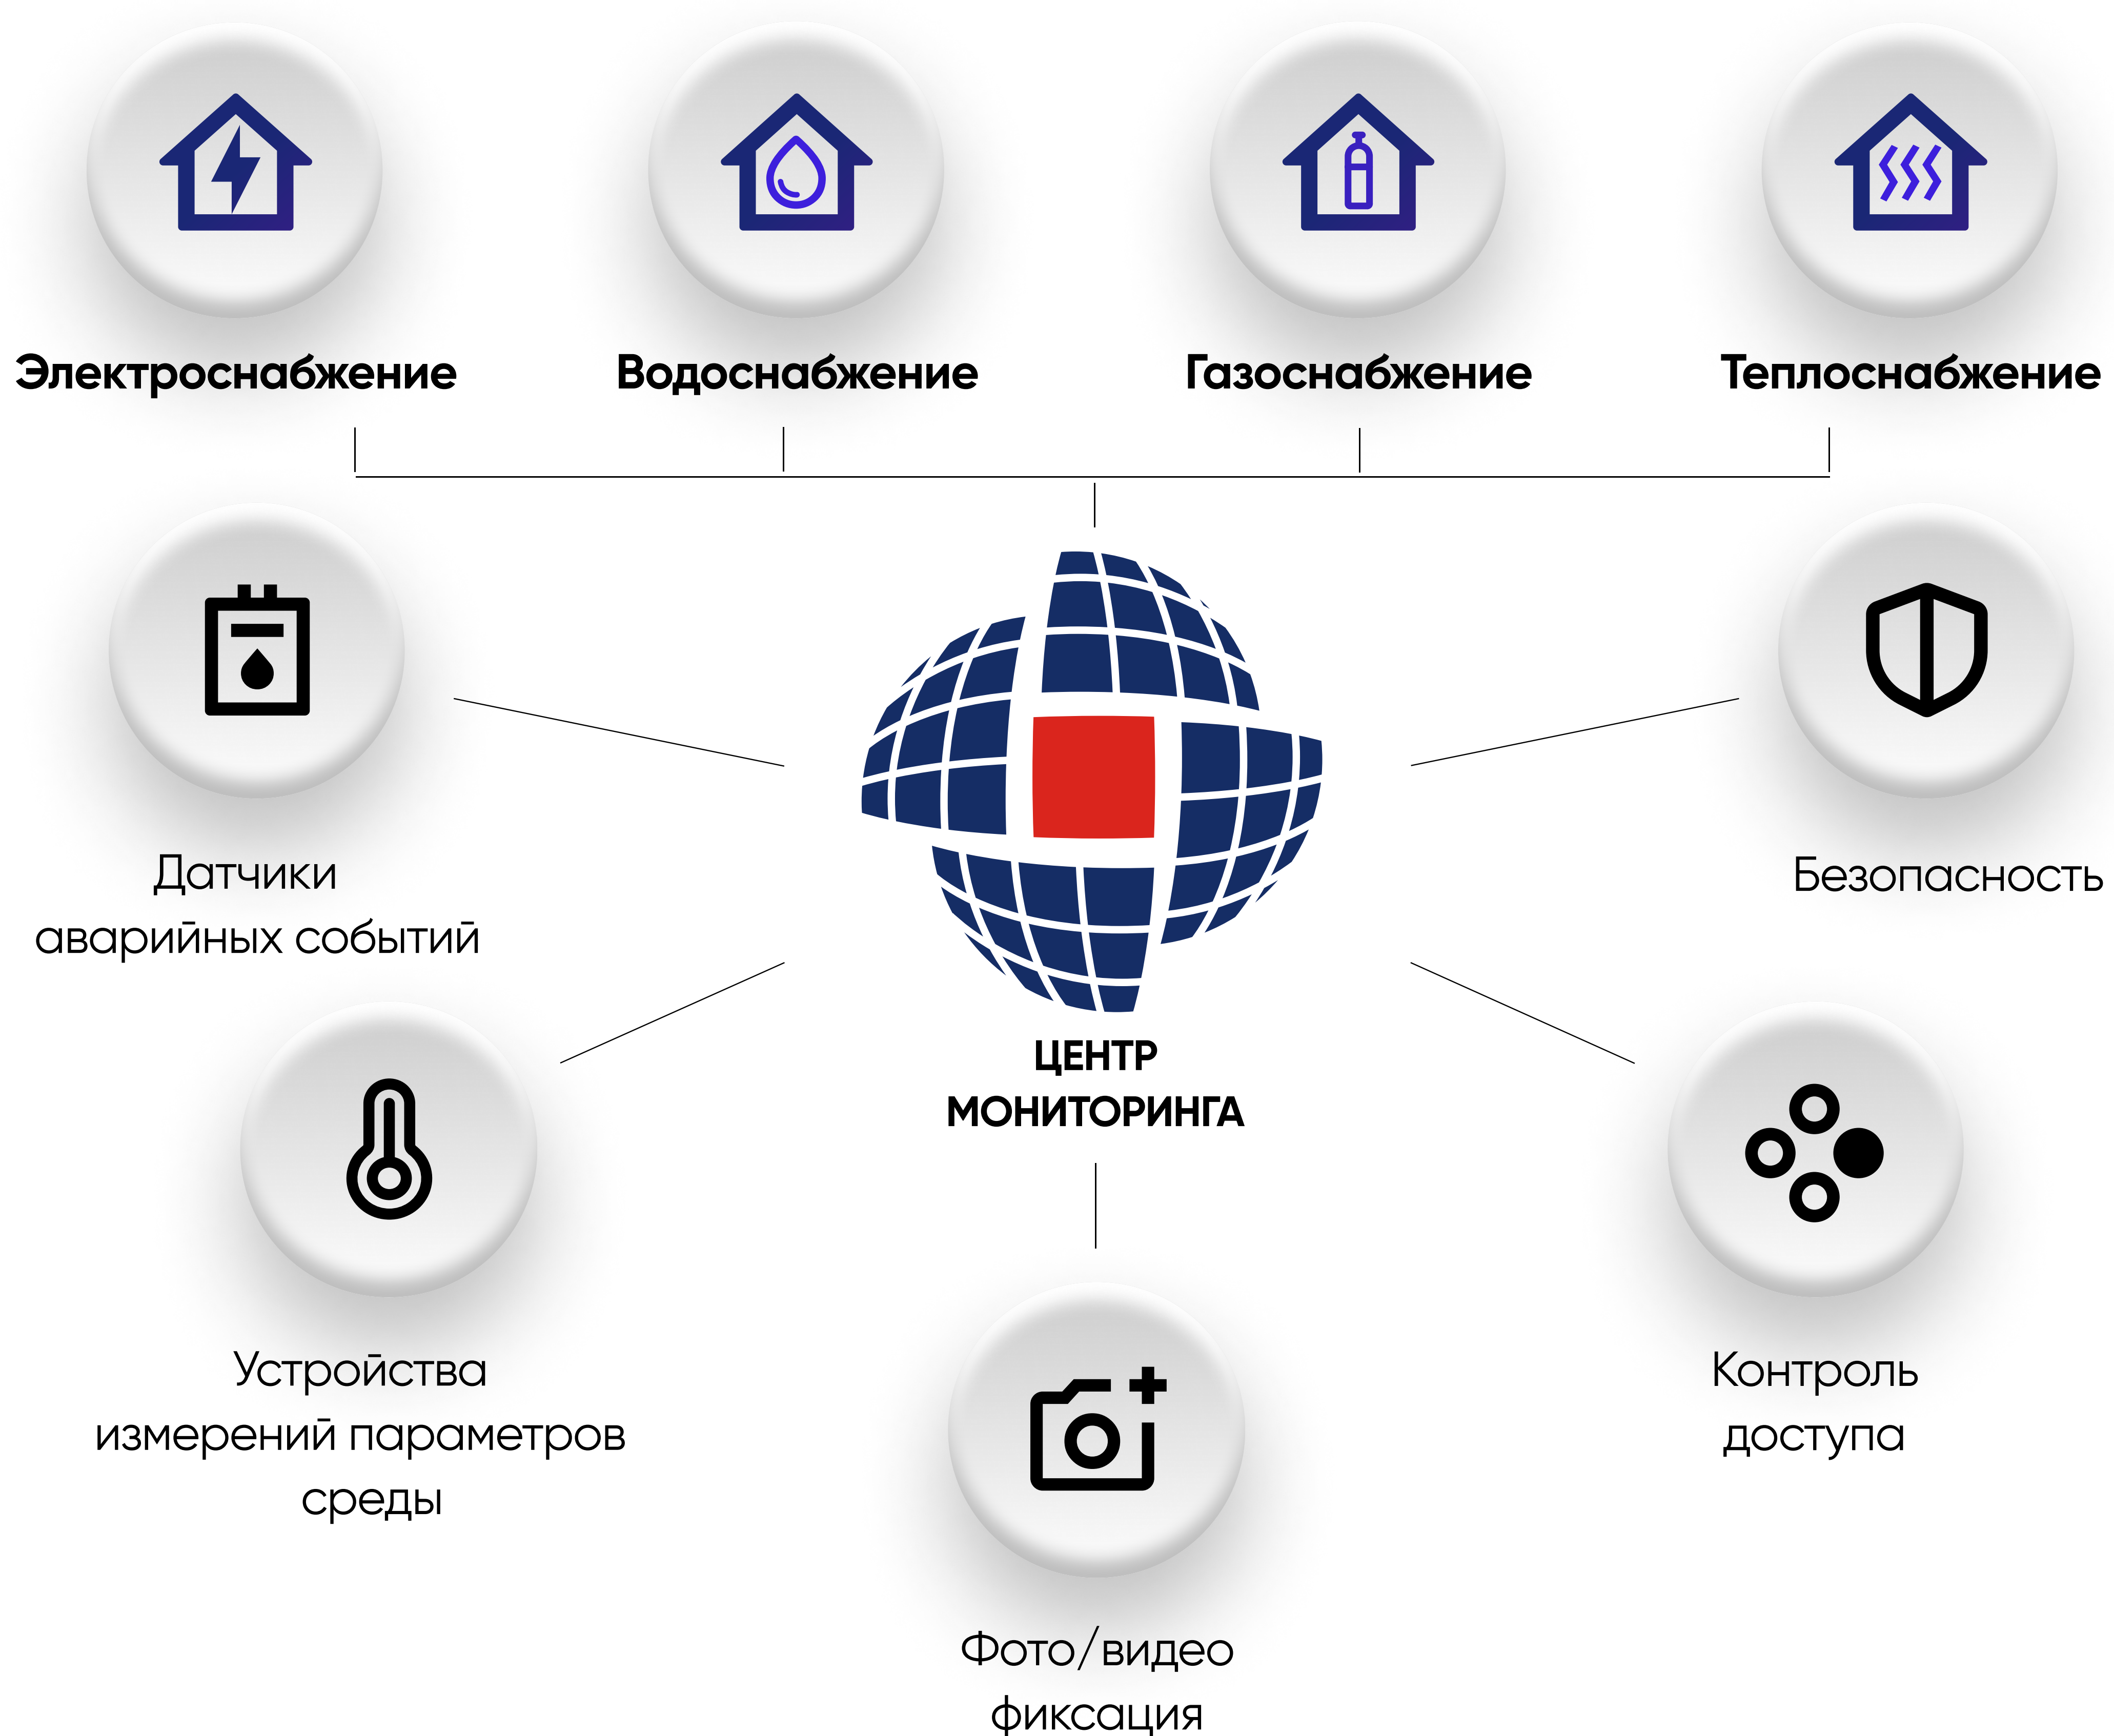 Электроснабжение
Водоснабжение
Газоснабжение
Теплоснабжение
Датчики
аварийных событий
Безопасность
ЦЕНТР
МОНИТОРИНГА
Устройства
измерений параметров
среды
Контроль
доступа
Фото/видео
фиксация